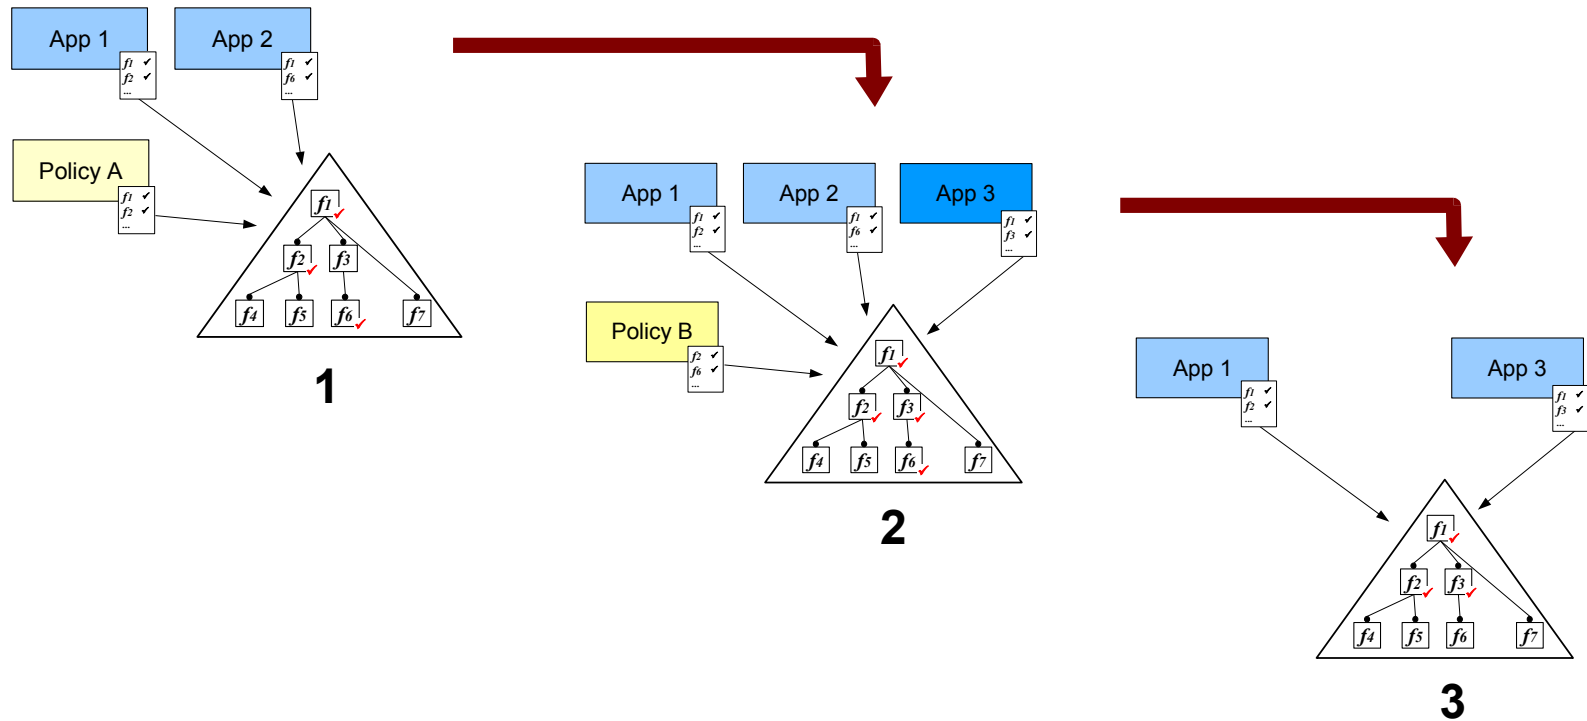 App 1
f1 ✔
f2 ✔
...
App 2
f1 ✔
f6 ✔
...
Policy A
f1 ✔
f2 ✔
...
f1 ✓
f2 ✓ f3
f4 f5 f6 ✓ f7
1
App 1
f1 ✔
f2 ✔
...
App 2
f1 ✔
f6 ✔
...
App 3
f1 ✔
f3 ✔
...
Policy B
f2 ✔
f6 ✔
...
f1 ✓
f2 ✓ f3 ✓
f4 f5 f6 ✓ f7
2
App 1
f1 ✔
f2 ✔
...
App 3
f1 ✔
f3 ✔
...
f1 ✓
f2 ✓ f3 ✓
f4 f5 f6 f7
3